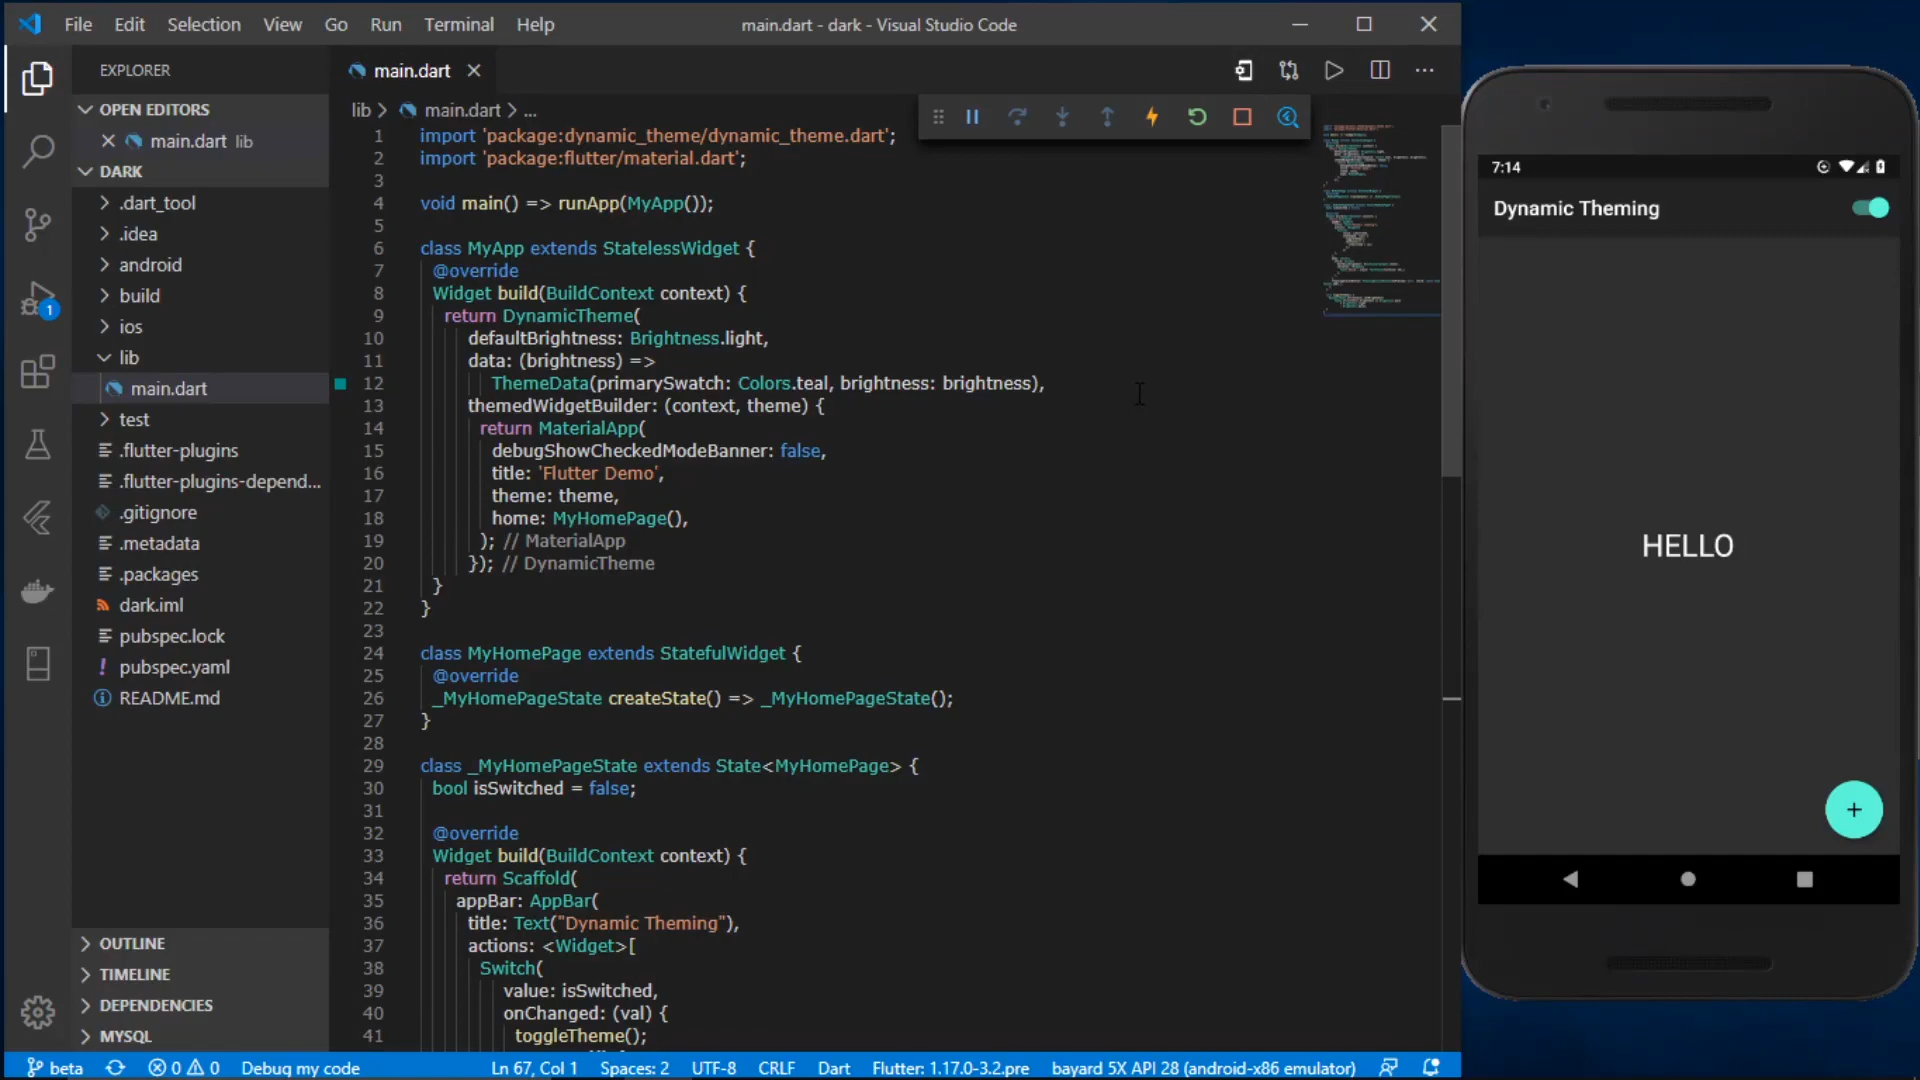 File Edit Selection View Go Run Terminal Help
main.dart - dark - Visual Studio Code
EXPLORER
OPEN EDITORS
main.dart lib
DARK
.dart_tool
.idea
android
build
ios
lib
main.dart
test
.flutter-plugins
.flutter-plugins-depend...
.gitignore
.metadata
.packages
dark.iml
pubspec.lock
pubspec.yaml
README.md
OUTLINE
TIMELINE
DEPENDENCIES
MYSQL
1
main.dart
lib > main.dart > ...
1 import 'package:dynamic_theme/dynamic_theme.dart';
2 import 'package:flutter/material.dart';
3
4 void main() => runApp(MyApp());
5
6 class MyApp extends StatelessWidget {
7 @override
8 Widget build(BuildContext context) {
9 return DynamicTheme(
10 defaultBrightness: Brightness.light,
11 data: (brightness) =>
12 ThemeData(primarySwatch: Colors.teal, brightness: brightness),
13 themedWidgetBuilder: (context, theme) {
14 return MaterialApp(
15 debugShowCheckedModeBanner: false,
16 title: 'Flutter Demo',
17 theme: theme,
18 home: MyHomePage(),
19 ); // MaterialApp
20 }); // DynamicTheme
21 }
22 }
23
24 class MyHomePage extends StatefulWidget {
25 @override
26 _MyHomePageState createState() => _MyHomePageState();
27 }
28
29 class _MyHomePageState extends State<MyHomePage> {
30 bool isSwitched = false;
31
32 @override
33 Widget build(BuildContext context) {
34 return Scaffold(
35 appBar: AppBar(
36 title: Text("Dynamic Theming"),
37 actions: <Widget>[
38 Switch(
39 value: isSwitched,
40 onChanged: (val) {
41 toggleTheme();
7:14
Dynamic Theming
HELLO
+
beta 0 0 Debug my code Ln 67, Col 1 Spaces: 2 UTF-8 CRLF Dart Flutter: 1.17.0-3.2.pre bayard 5X API 28 (android-x86 emulator)